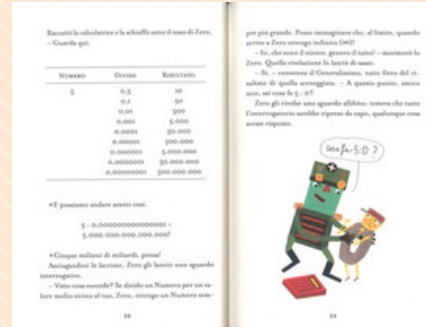 Raccattò la calcolatrice e la schiaffò sotto il naso di Zero.
– Guarda qui.
NUMERO DIVISO RISULTATO
5 0,5 10
0,1 50
0,01 500
0,001 5.000
0,0001 50.000
0,00001 500.000
0,000001 5.000.000
0,0000001 50.000.000
0,00000001 500.000.000
«E possiamo andare avanti così.
5 : 0,000000000000001 =
5.000.000.000.000.000!
«Cinque milioni di miliardi, pensa!
Asciugandosi le lacrime, Zero gli lanciò uno sguardo
interrogativo.
– Visto cosa succede? Se divido un Numero per un va-
lore molto vicino al tuo, Zero, ottengo un Numero sem-
pre più grande. Posso immaginare che, al limite, quando
arrivo a Zero ottengo infinito (∞)!
– Io, che sono il niente, genero il tutto! – mormorò lo
Zero. Quella rivelazione lo lasciò di sasso.
– Sì, – convenne il Generalissimo, tutto fiero del ri-
sultato di quella sceneggiata. – A questo punto, amico
mio, sai cosa fa 5 : 0?
Zero gli rivolse uno sguardo allibito: temeva che tutto
l'interrogatorio sarebbe ripreso da capo, qualunque cosa
avesse risposto.
cosa fa 5:0?